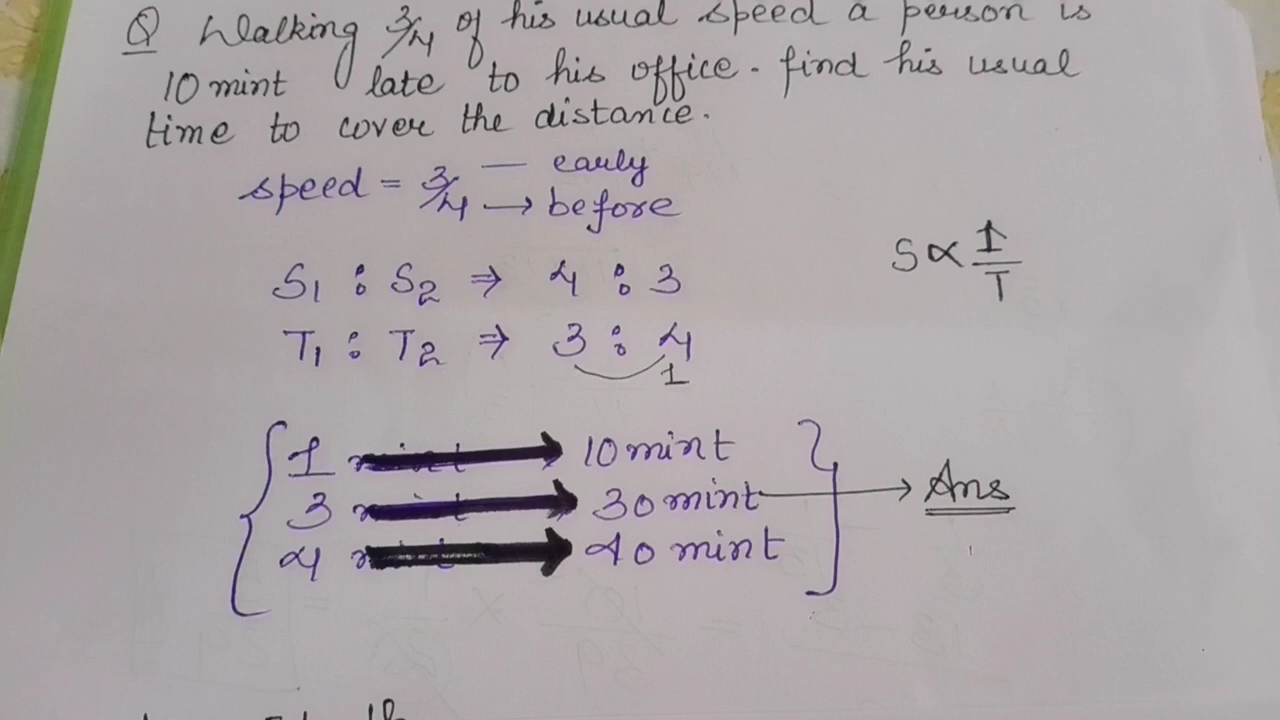 Q Walking 3/4 of his usual speed a person is
10 mint late to his office. find his usual
time to cover the distance.
speed = 3/4 — early
→ before
S1 : S2 ⇒ 4 : 3
S ∝ 1/T
T1 : T2 ⇒ 3 : 4
1
1 → 10 mint
3 → 30 mint → Ans
4 → 40 mint